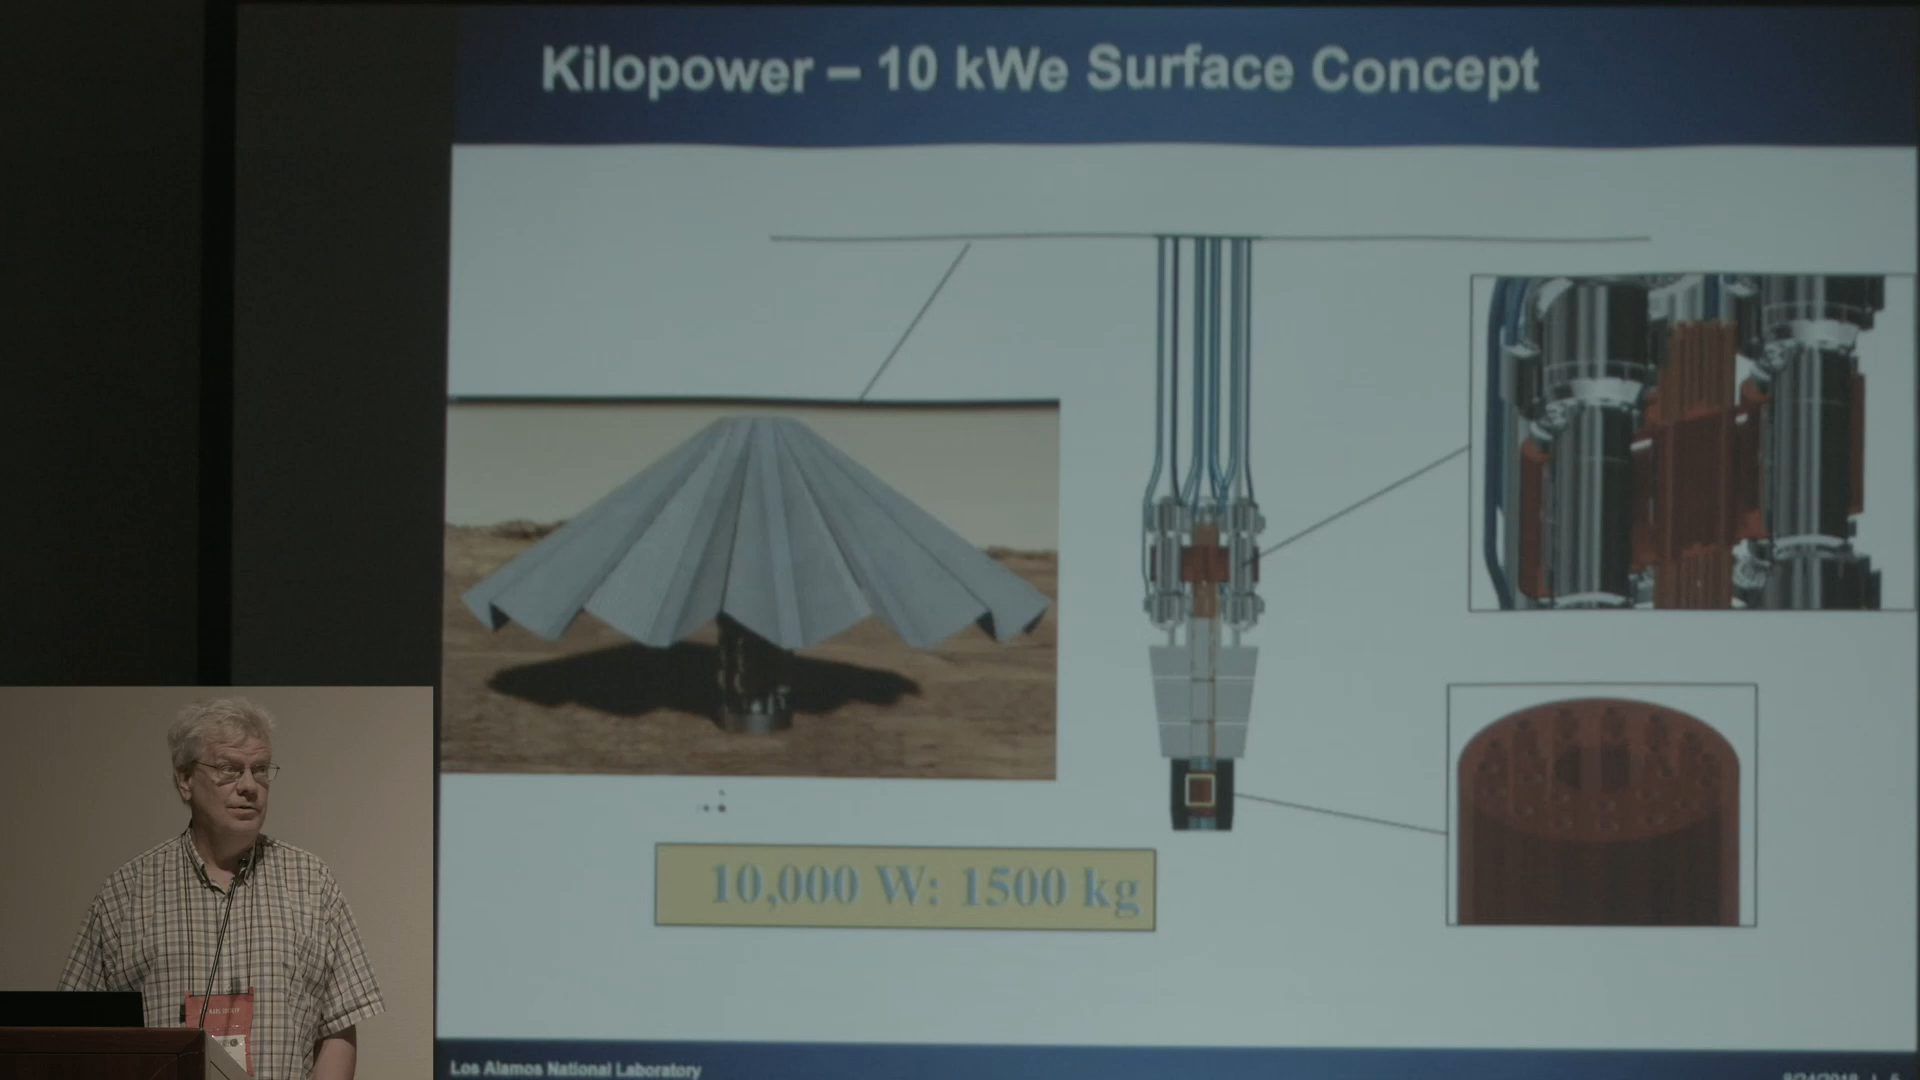 Kilopower – 10 kWe Surface Concept
10,000 W: 1500 kg
Los Alamos National Laboratory